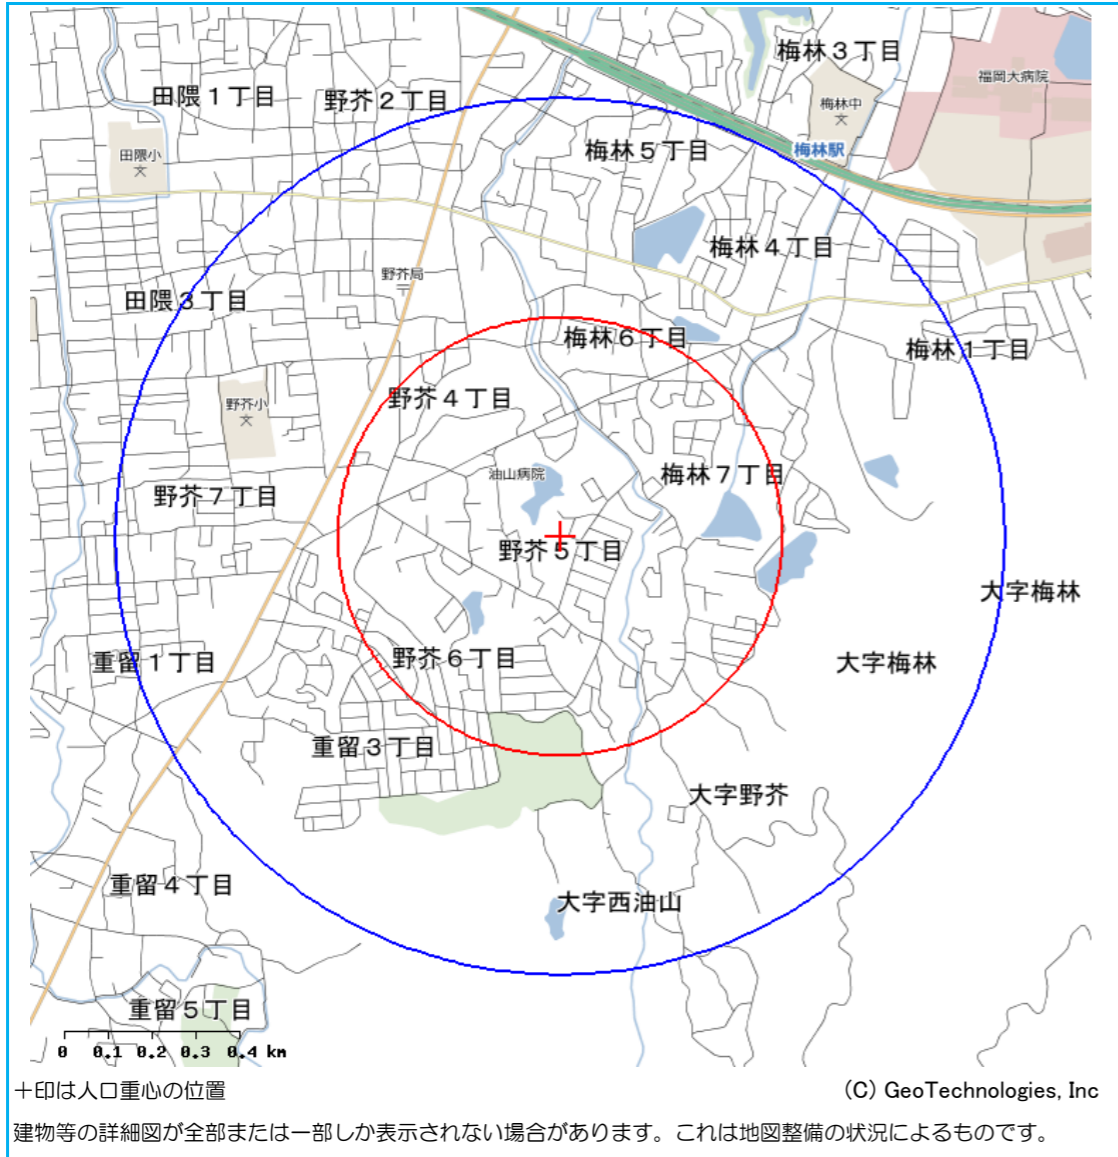 梅林３丁目
福岡大病院
田隈１丁目
野芥２丁目
梅林中
文
梅林５丁目
梅林駅
田隈小
文
梅林４丁目
野芥局
〒
田隈３丁目
梅林６丁目
梅林１丁目
野芥４丁目
野芥小
文
油山病院
梅林７丁目
野芥７丁目
野芥５丁目
大字梅林
重留１丁目
野芥６丁目
大字梅林
重留３丁目
大字野芥
重留４丁目
大字西油山
重留５丁目
0 0.1 0.2 0.3 0.4 km
＋印は人口重心の位置
(C) GeoTechnologies, Inc
建物等の詳細図が全部または一部しか表示されない場合があります。これは地図整備の状況によるものです。